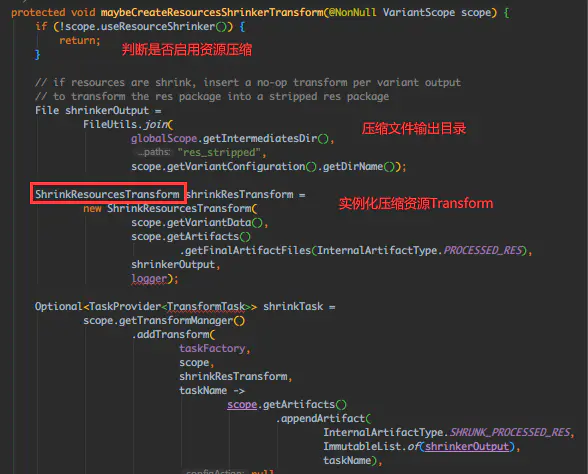 protected void maybeCreateResourcesShrinkerTransform(@NonNull VariantScope scope) {
if (!scope.useResourceShrinker()) {
return;
判断是否启用资源压缩
}
// if resources are shrink, insert a no-op transform per variant output
// to transform the res package into a stripped res package
File shrinkerOutput =
FileUtils.join(
globalScope.getIntermediatesDir(),
压缩文件输出目录
…paths: "res_stripped",
scope.getVariantConfiguration().getDirName());
ShrinkResourcesTransform shrinkResTransform =
实例化压缩资源Transform
new ShrinkResourcesTransform(
scope.getVariantData(),
scope.getArtifacts()
.getFinalArtifactFiles(InternalArtifactType.PROCESSED_RES),
shrinkerOutput,
logger);
Optional<TaskProvider<TransformTask>> shrinkTask =
scope.getTransformManager()
.addTransform(
taskFactory,
scope,
shrinkResTransform,
taskName ->
scope.getArtifacts()
.appendArtifact(
InternalArtifactType.SHRUNK_PROCESSED_RES,
ImmutableList.of(shrinkerOutput),
taskName),
configAction: null